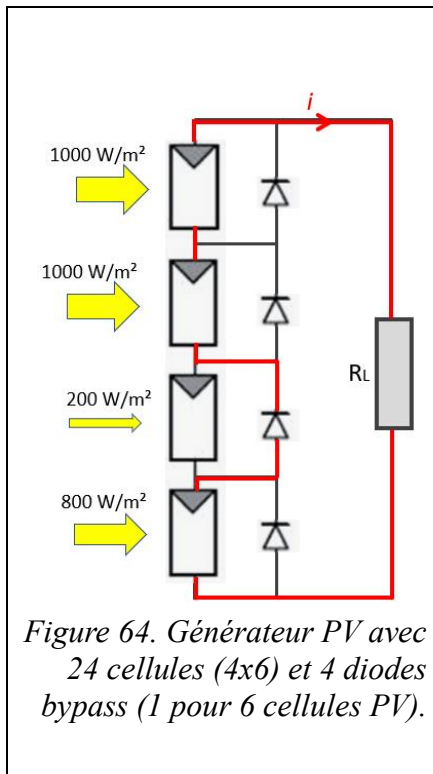 i
1000 W/m²
1000 W/m²
200 W/m²
RL
800 W/m²
Figure 64. Générateur PV avec
24 cellules (4x6) et 4 diodes
bypass (1 pour 6 cellules PV).